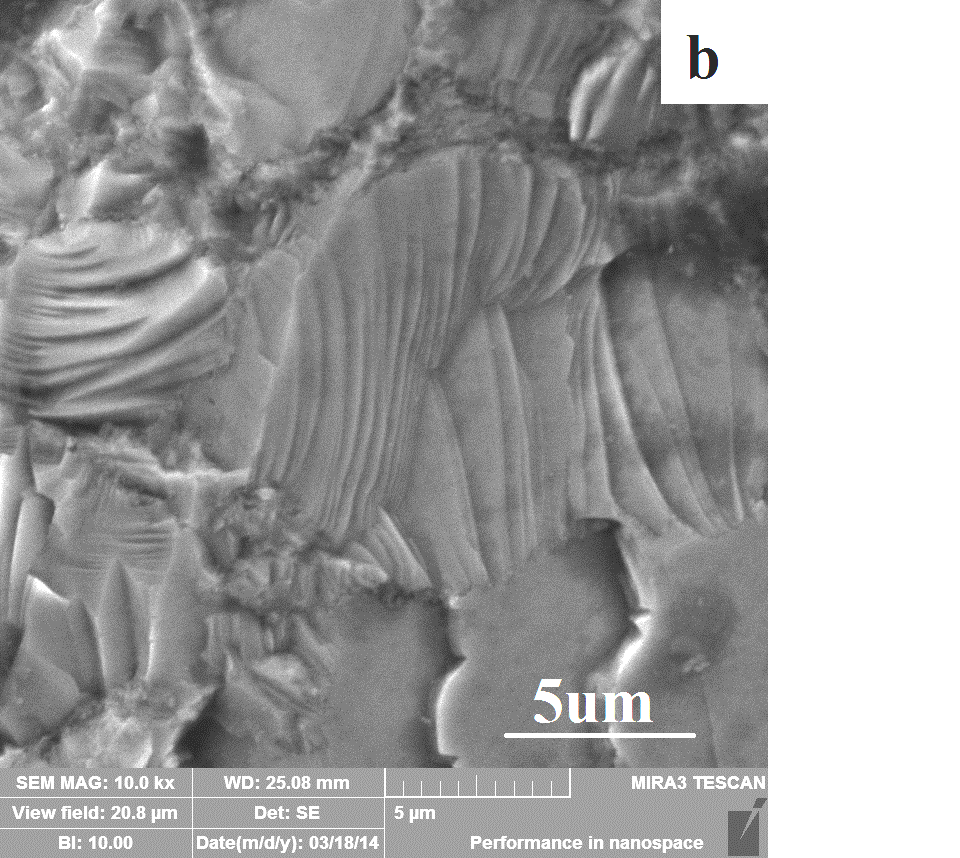 b
5um
SEM MAG: 10.0 kx WD: 25.08 mm MIRA3 TESCAN
View field: 20.8 µm Det: SE 5 µm
BI: 10.00 Date(m/d/y): 03/18/14 Performance in nanospace